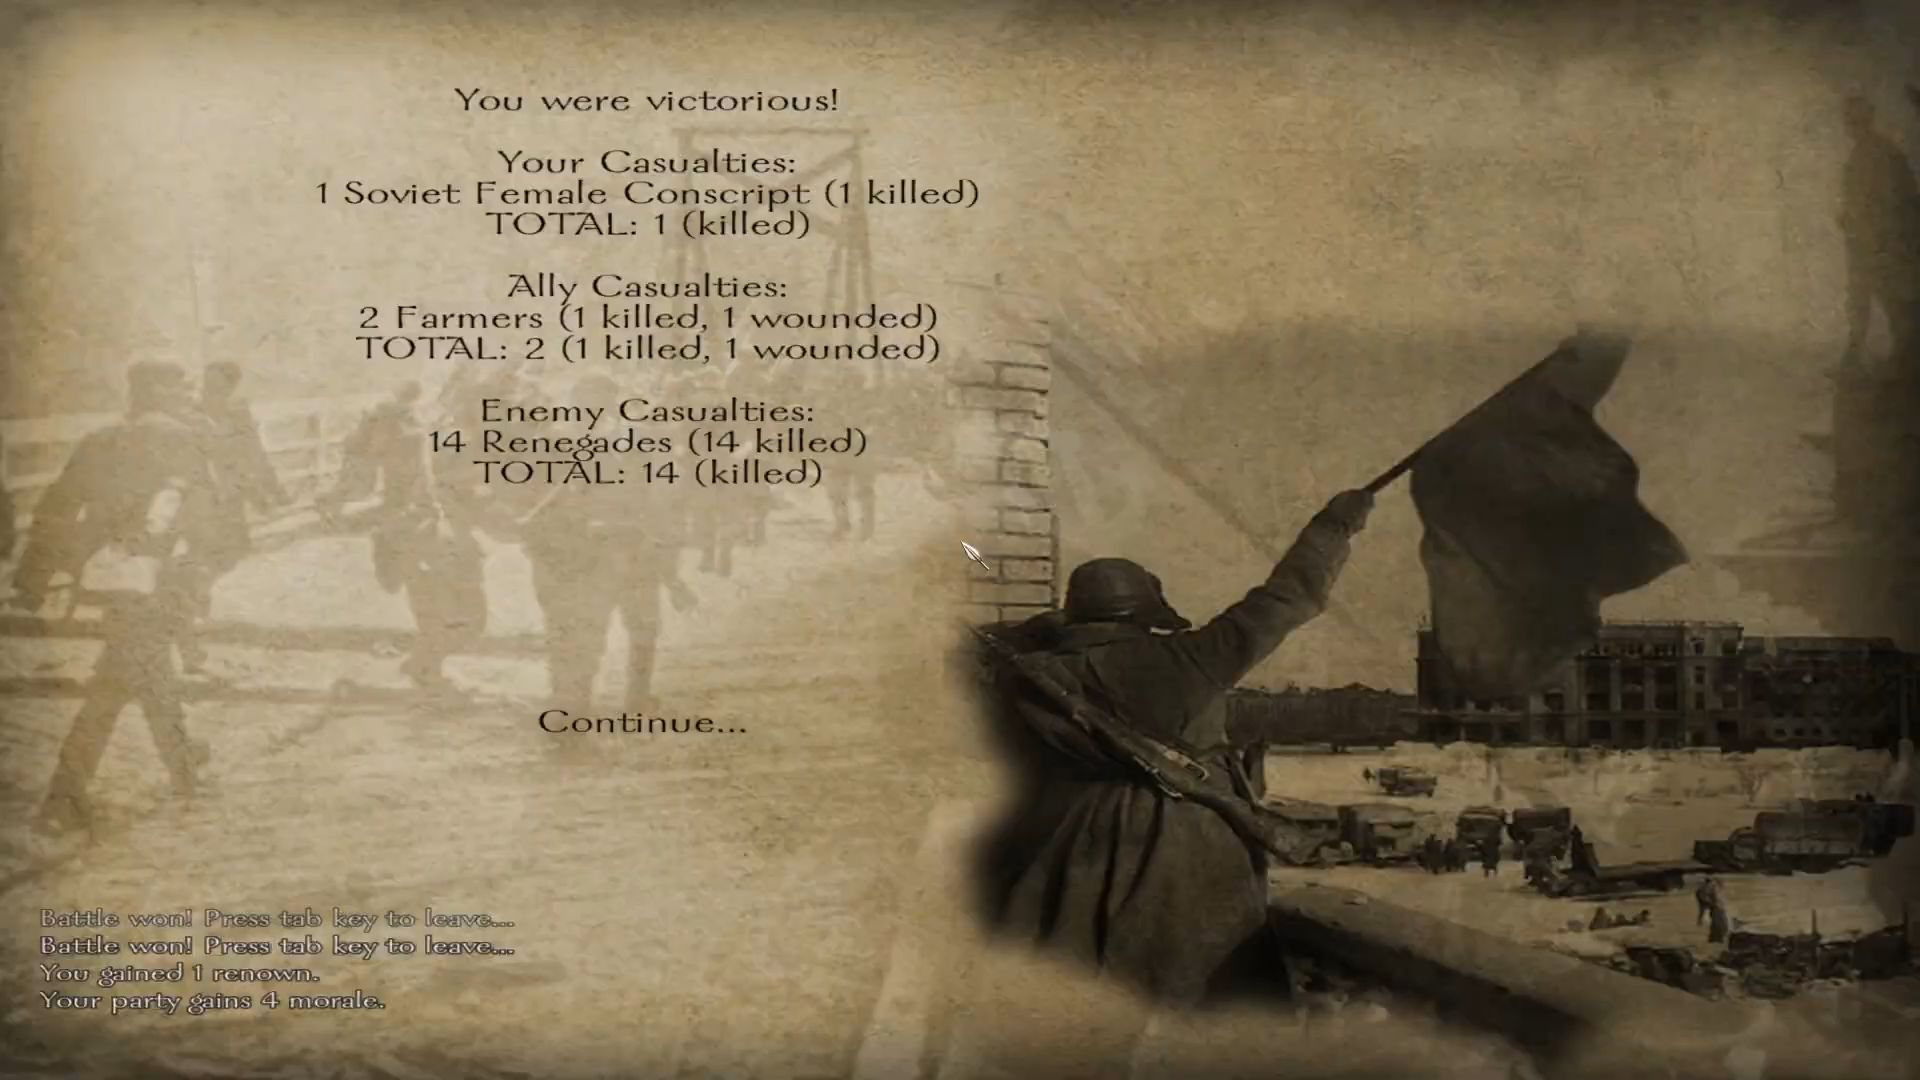 You were victorious!
Your Casualties:
1 Soviet Female Conscript (1 killed)
TOTAL: 1 (killed)
Ally Casualties:
2 Farmers (1 killed, 1 wounded)
TOTAL: 2 (1 killed, 1 wounded)
Enemy Casualties:
14 Renegades (14 killed)
TOTAL: 14 (killed)
Continue...
Battle won! Press tab key to leave...
Battle won! Press tab key to leave...
You gained 1 renown.
Your party gains 4 morale.